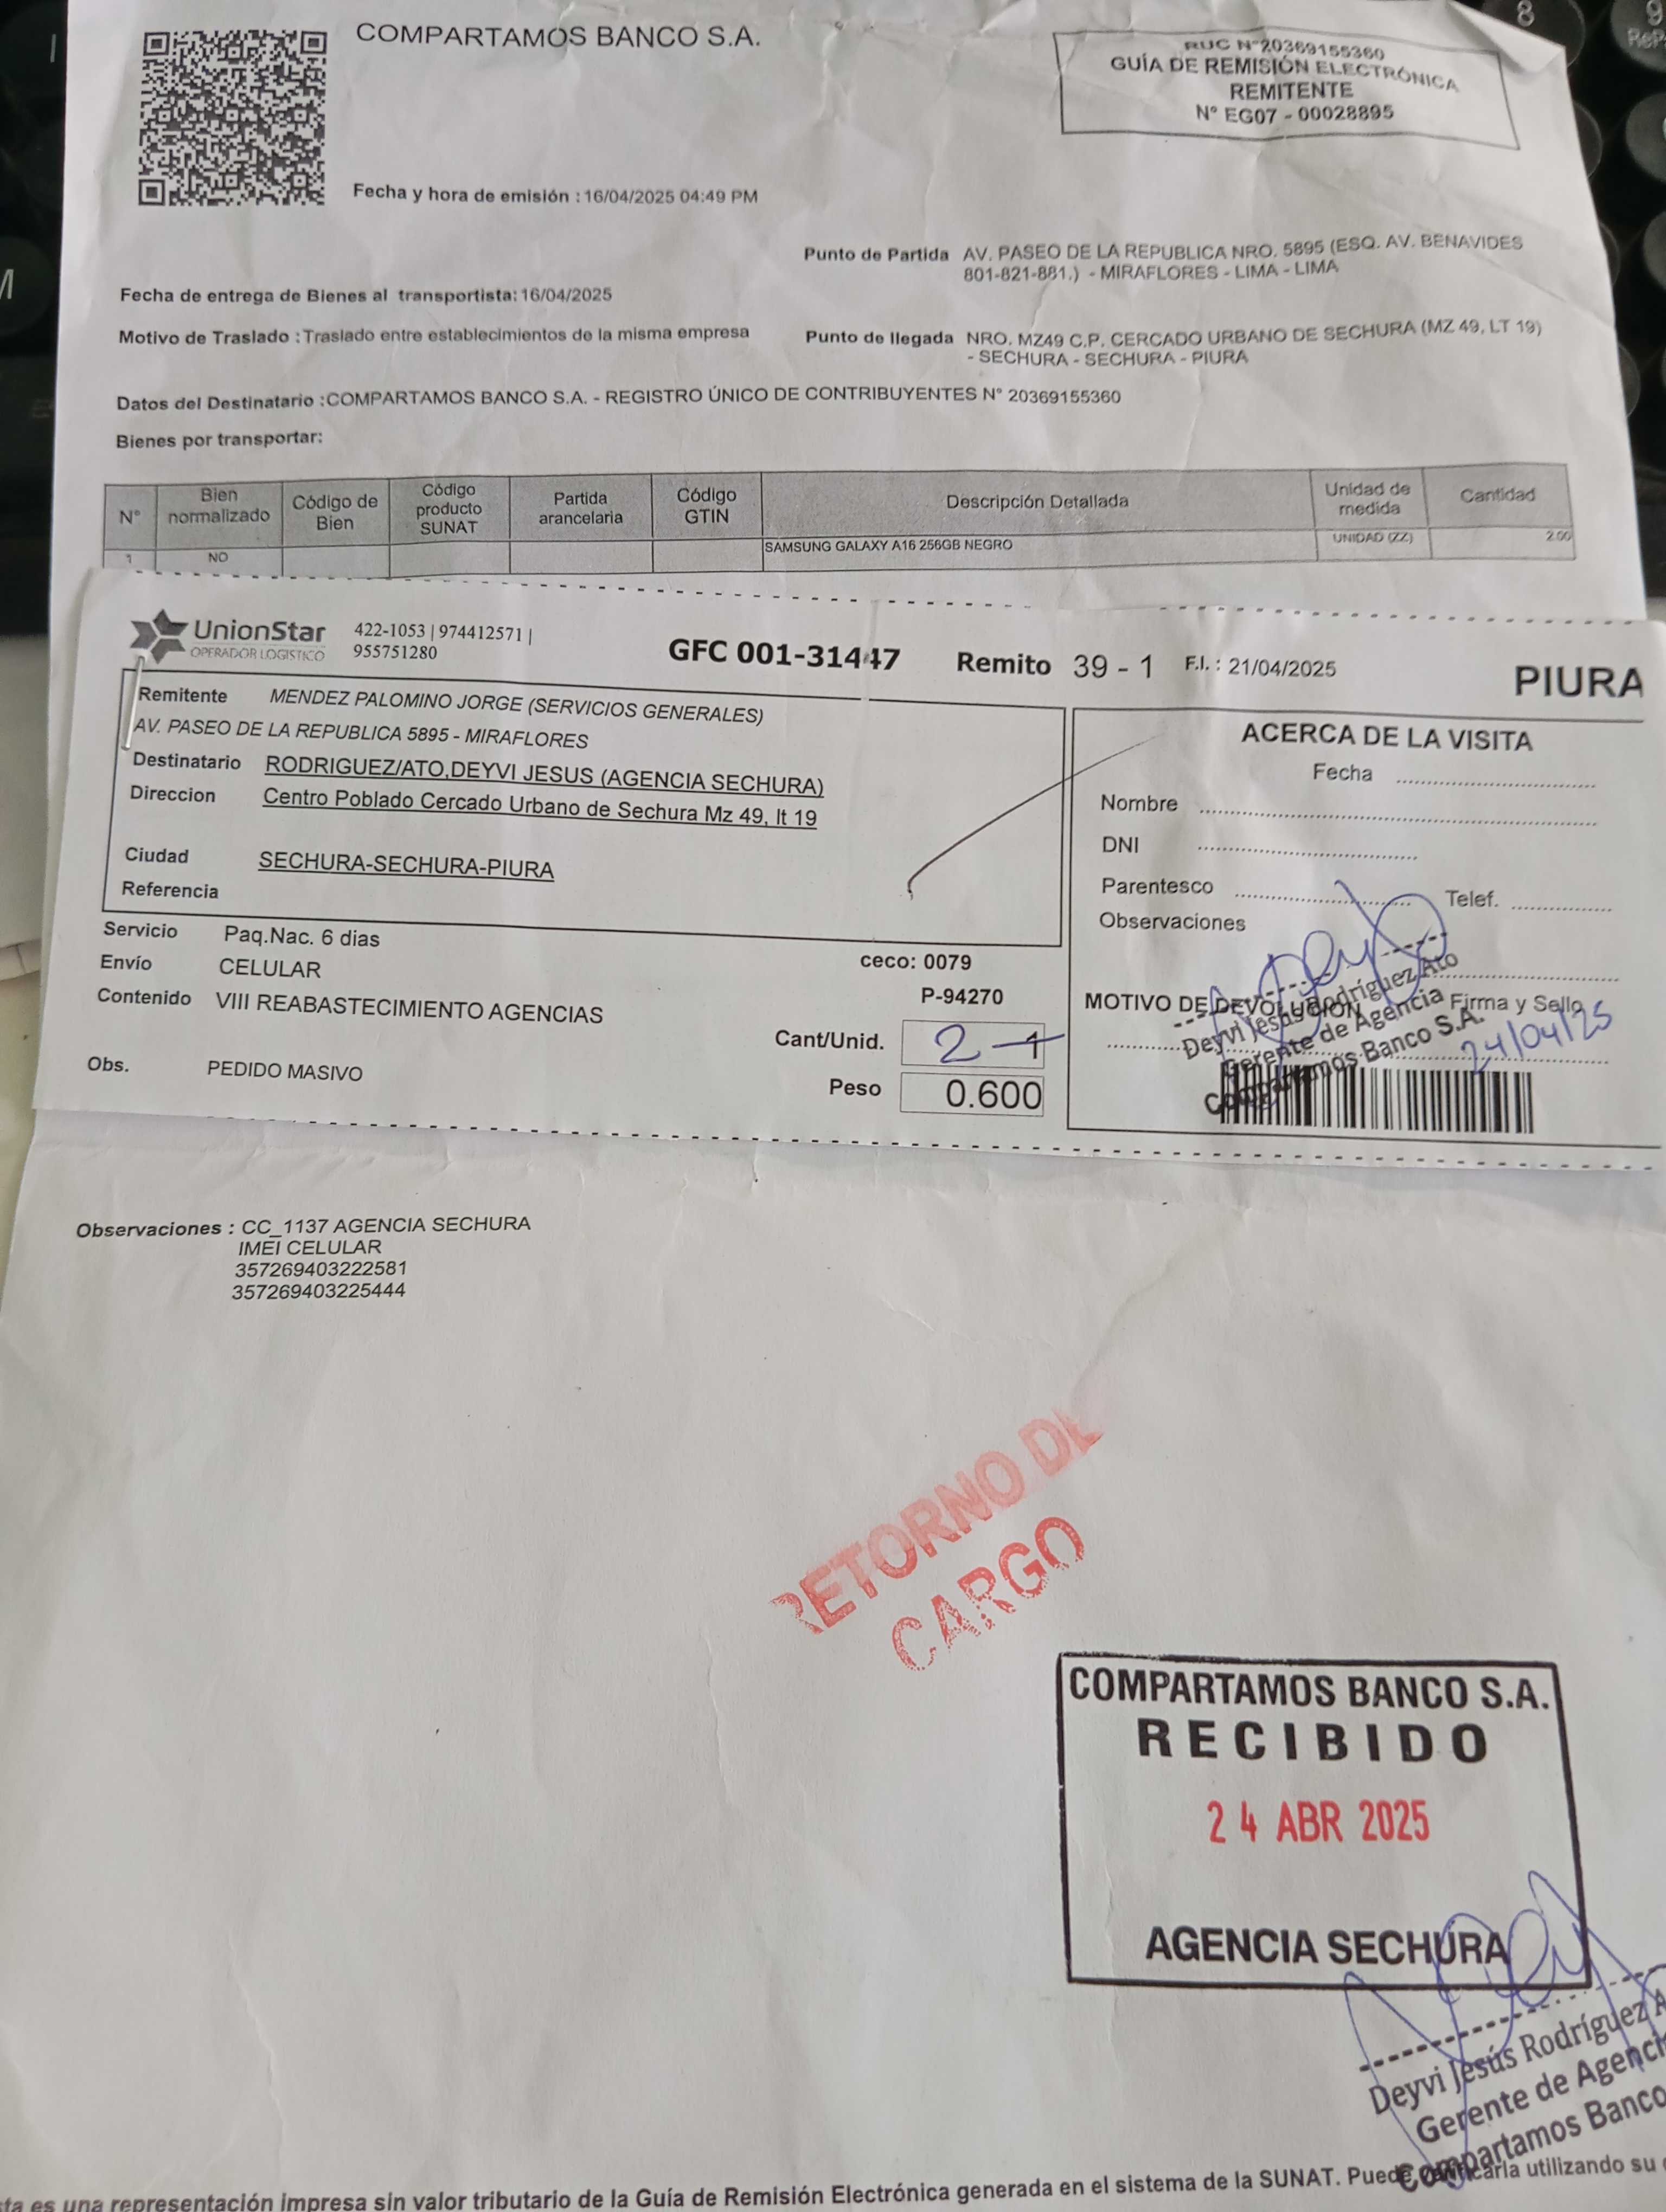 COMPARTAMOS BANCO S.A.
RUC N°20369155360
GUÍA DE REMISIÓN ELECTRÓNICA
REMITENTE
N° EG07 - 00028895
Fecha y hora de emisión : 16/04/2025 04:49 PM
Punto de Partida AV. PASEO DE LA REPUBLICA NRO. 5895 (ESQ. AV. BENAVIDES
801-821-881.) - MIRAFLORES - LIMA - LIMA
Fecha de entrega de Bienes al transportista: 16/04/2025
Motivo de Traslado : Traslado entre establecimientos de la misma empresa
Punto de llegada NRO. MZ49 C.P. CERCADO URBANO DE SECHURA (MZ 49, LT 19)
- SECHURA - SECHURA - PIURA
Datos del Destinatario :COMPARTAMOS BANCO S.A. - REGISTRO ÚNICO DE CONTRIBUYENTES N° 20369155360
Bienes por transportar:
N° Bien normalizado Código de Bien Código producto SUNAT Partida arancelaria Código GTIN Descripción Detallada Unidad de medida Cantidad
1 NO SAMSUNG GALAXY A16 256GB NEGRO UNIDAD (ZZ) 2.00
UnionStar
OPERADOR LOGISTICO
422-1053 | 974412571 |
955751280
GFC 001-31447 Remito 39 - 1 F.I. : 21/04/2025 PIURA
Remitente MENDEZ PALOMINO JORGE (SERVICIOS GENERALES)
AV. PASEO DE LA REPUBLICA 5895 - MIRAFLORES
Destinatario RODRIGUEZ/ATO,DEYVI JESUS (AGENCIA SECHURA)
Direccion Centro Poblado Cercado Urbano de Sechura Mz 49, lt 19
Ciudad SECHURA-SECHURA-PIURA
Referencia
Servicio Paq.Nac. 6 dias
Envío CELULAR
ceco: 0079
Contenido VIII REABASTECIMIENTO AGENCIAS
P-94270
Cant/Unid. 2 1
Obs. PEDIDO MASIVO
Peso 0.600
ACERCA DE LA VISITA
Fecha
Nombre
DNI
Parentesco Telef.
Observaciones
MOTIVO DE DEVOLUCION Firma y Sello
Deyvi Jesús Rodríguez Ato
Gerente de Agencia
Compartamos Banco S.A.
24/04/25
Observaciones : CC_1137 AGENCIA SECHURA
IMEI CELULAR
357269403222581
357269403225444
RETORNO DE
CARGO
COMPARTAMOS BANCO S.A.
RECIBIDO
24 ABR 2025
AGENCIA SECHURA
Deyvi Jesús Rodríguez A
Gerente de Agenci
Compartamos Banco
sta es una representación impresa sin valor tributario de la Guía de Remisión Electrónica generada en el sistema de la SUNAT. Puede verificarla utilizando su